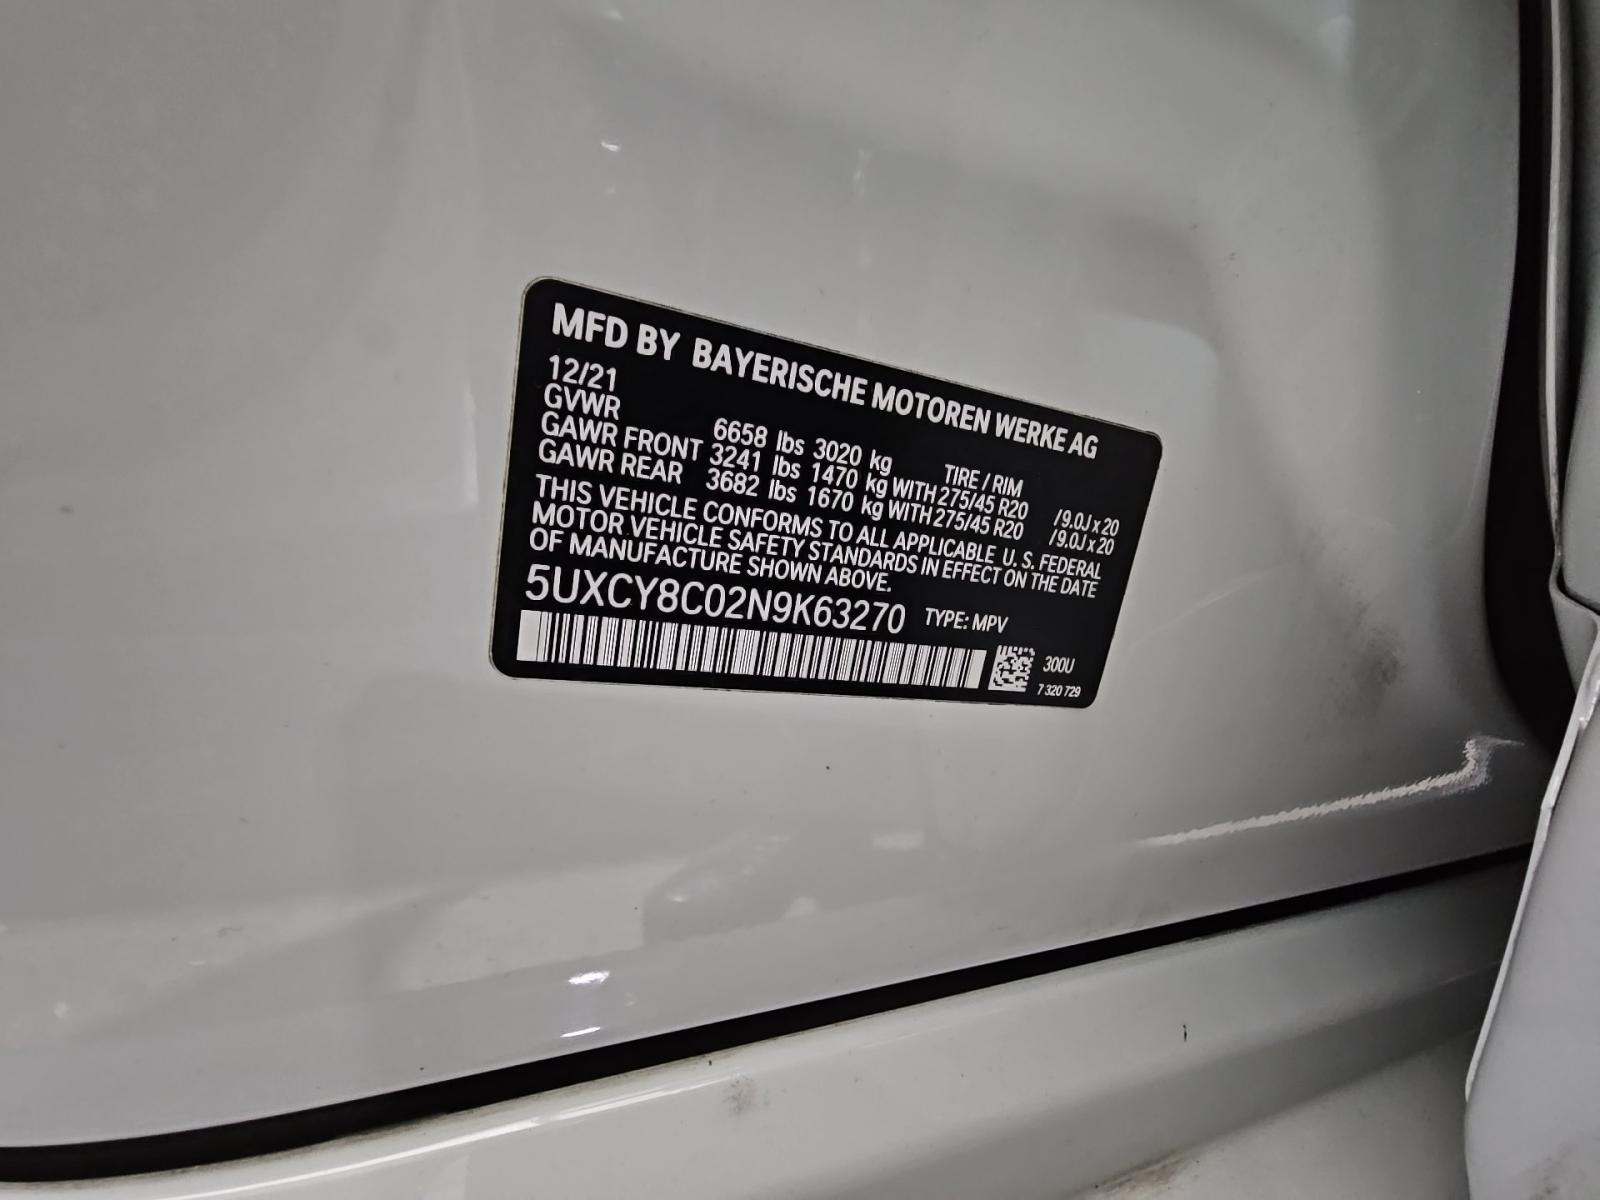 MFD BY BAYERISCHE MOTOREN WERKE AG
12/21
GVWR 6658 lbs 3020 kg TIRE / RIM
GAWR FRONT 3241 lbs 1470 kg WITH 275/45 R20 /9.0J x 20
GAWR REAR 3682 lbs 1670 kg WITH 275/45 R20 /9.0J x 20
THIS VEHICLE CONFORMS TO ALL APPLICABLE U. S. FEDERAL
MOTOR VEHICLE SAFETY STANDARDS IN EFFECT ON THE DATE
OF MANUFACTURE SHOWN ABOVE.
5UXCY8C02N9K63270 TYPE: MPV
300U
7 320 729